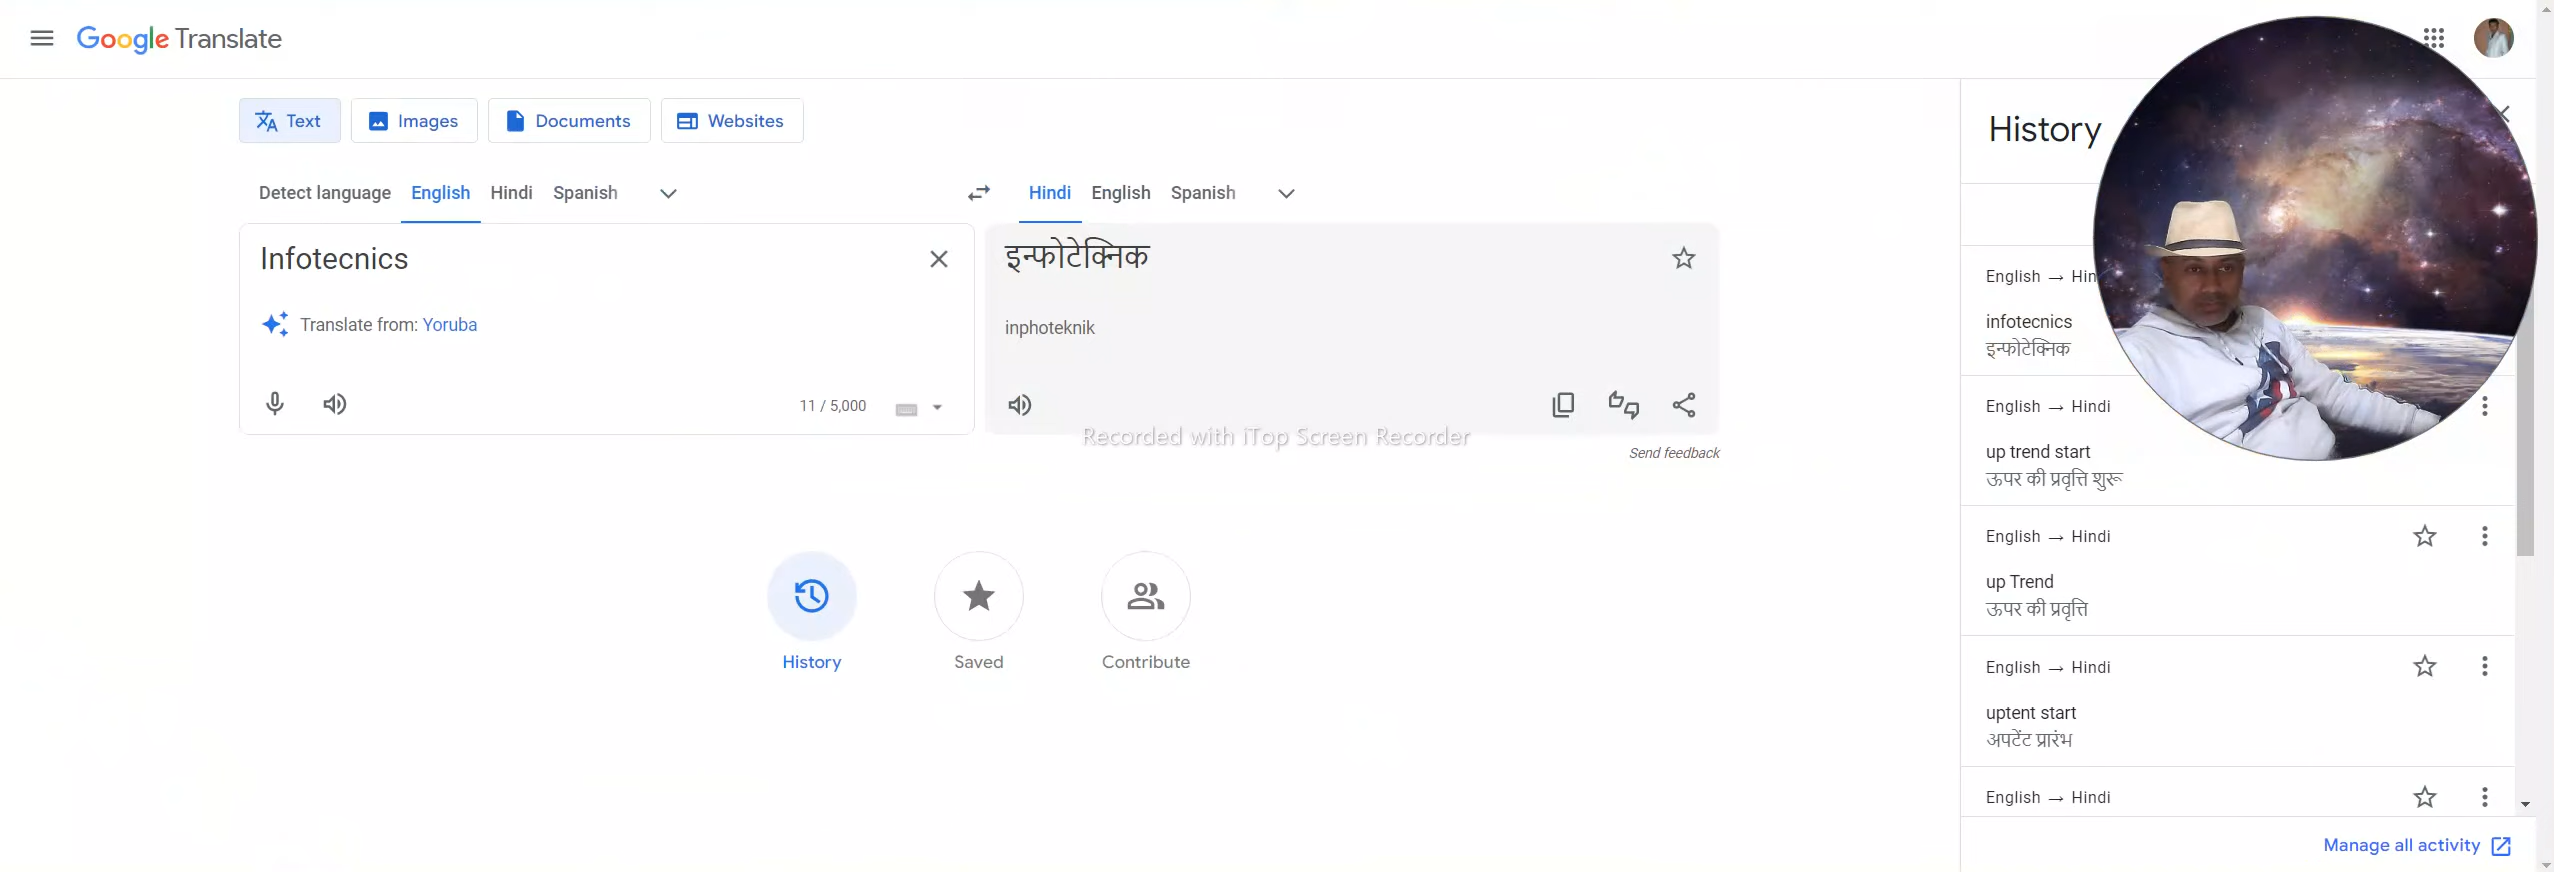 Google Translate
Text
Images
Documents
Websites
Detect language
English
Hindi
Spanish
Hindi
English
Spanish
Infotecnics
Translate from: Yoruba
11 / 5,000
इन्फोटेक्निक
inphoteknik
Recorded with iTop Screen Recorder
Send feedback
History
Saved
Contribute
History
English → Hin
infotecnics
इन्फोटेक्निक
English → Hindi
up trend start
ऊपर की प्रवृत्ति शुरू
English → Hindi
up Trend
ऊपर की प्रवृत्ति
English → Hindi
uptent start
अपटेंट प्रारंभ
English → Hindi
Manage all activity